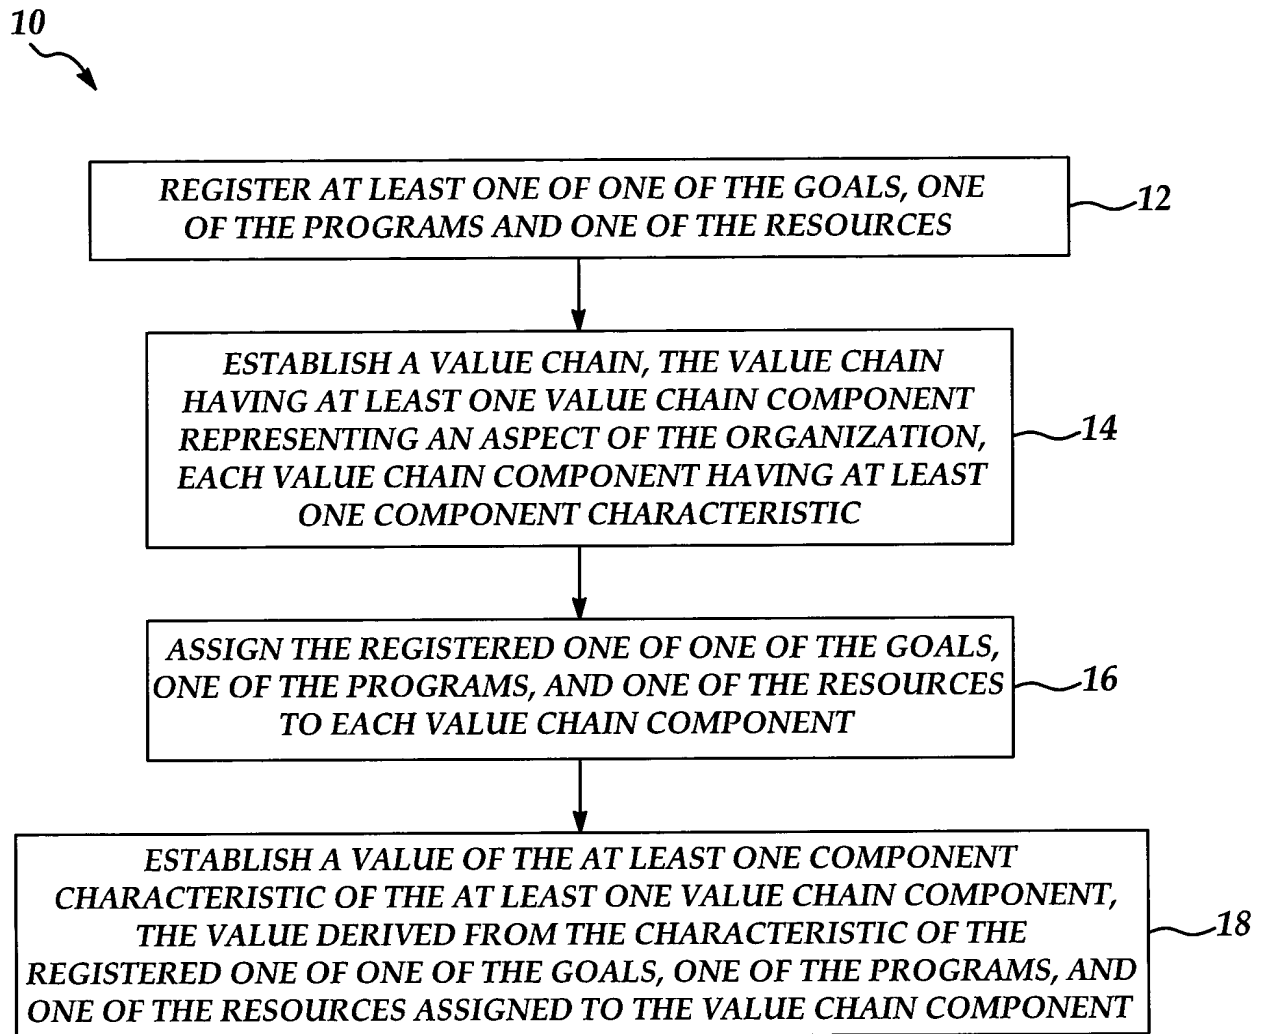 10
REGISTER AT LEAST ONE OF ONE OF THE GOALS, ONE
OF THE PROGRAMS AND ONE OF THE RESOURCES
12
ESTABLISH A VALUE CHAIN, THE VALUE CHAIN
HAVING AT LEAST ONE VALUE CHAIN COMPONENT
REPRESENTING AN ASPECT OF THE ORGANIZATION,
EACH VALUE CHAIN COMPONENT HAVING AT LEAST
ONE COMPONENT CHARACTERISTIC
14
ASSIGN THE REGISTERED ONE OF ONE OF THE GOALS,
ONE OF THE PROGRAMS, AND ONE OF THE RESOURCES
TO EACH VALUE CHAIN COMPONENT
16
ESTABLISH A VALUE OF THE AT LEAST ONE COMPONENT
CHARACTERISTIC OF THE AT LEAST ONE VALUE CHAIN COMPONENT,
THE VALUE DERIVED FROM THE CHARACTERISTIC OF THE
REGISTERED ONE OF ONE OF THE GOALS, ONE OF THE PROGRAMS, AND
ONE OF THE RESOURCES ASSIGNED TO THE VALUE CHAIN COMPONENT
18